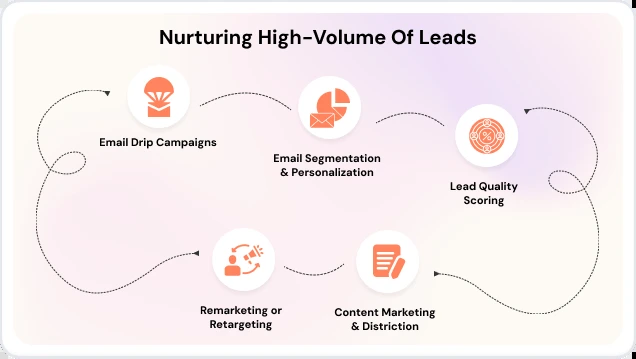 Nurturing High-Volume Of Leads
Email Drip Campaigns
Email Segmentation
& Personalization
Lead Quality
Scoring
Remarketing or
Retargeting
Content Marketing
& Distriction